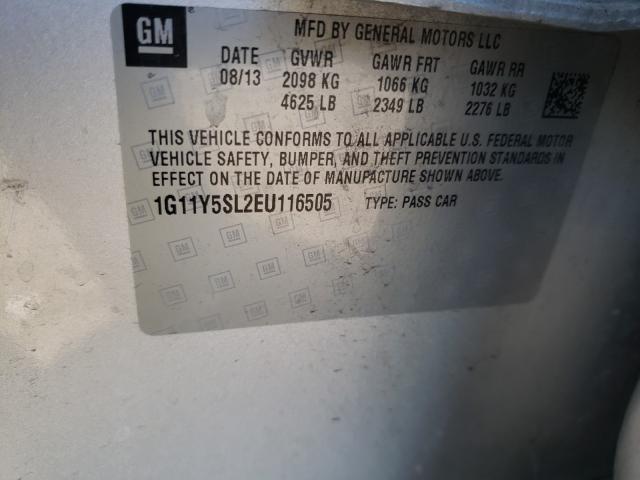 GM
MFD BY GENERAL MOTORS LLC
DATE GVWR GAWR FRT GAWR RR
08/13 2098 KG 1066 KG 1032 KG
4625 LB 2349 LB 2276 LB
THIS VEHICLE CONFORMS TO ALL APPLICABLE U.S. FEDERAL MOTOR
VEHICLE SAFETY, BUMPER, AND THEFT PREVENTION STANDARDS IN
EFFECT ON THE DATE OF MANUFACTURE SHOWN ABOVE.
1G11Y5SL2EU116505 TYPE: PASS CAR